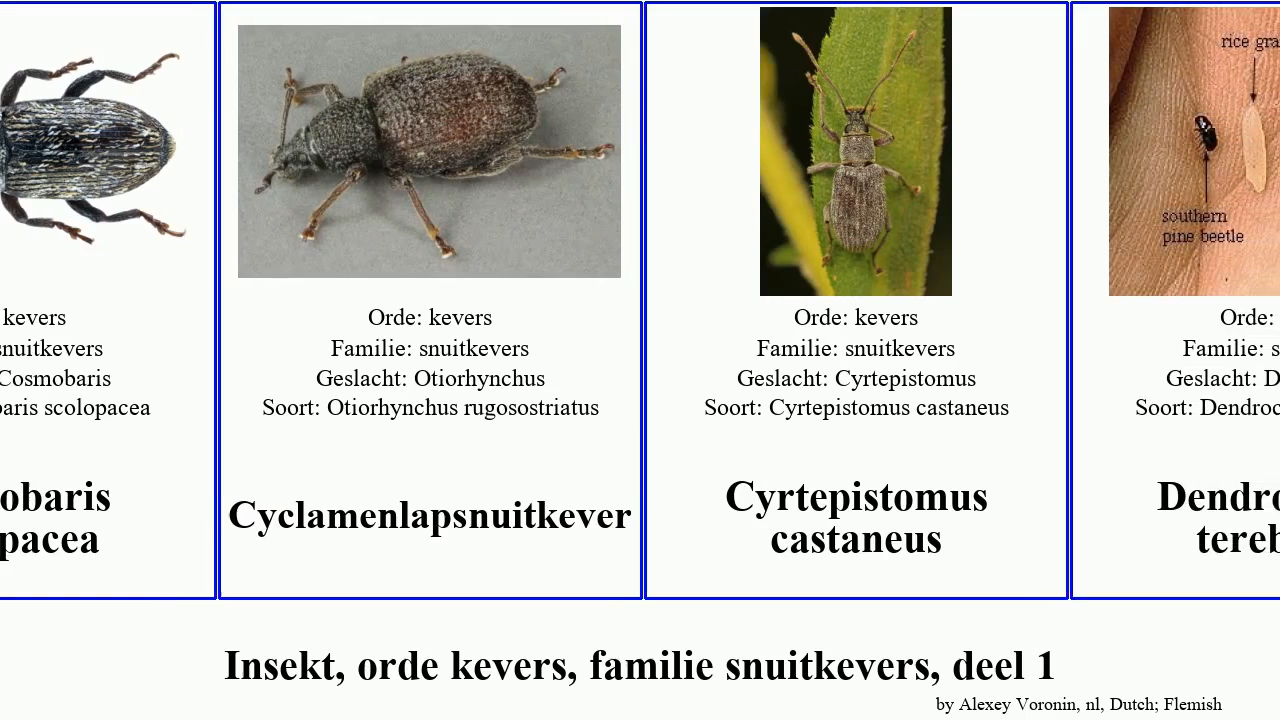 kevers
snuitkevers
Cosmobaris
baris scolopacea
obaris
pacea
Orde: kevers
Familie: snuitkevers
Geslacht: Otiorhynchus
Soort: Otiorhynchus rugosostriatus
Cyclamenlapsnuitkever
Orde: kevers
Familie: snuitkevers
Geslacht: Cyrtepistomus
Soort: Cyrtepistomus castaneus
Cyrtepistomus
castaneus
rice gra
southern
pine beetle
Orde:
Familie: s
Geslacht: D
Soort: Dendroc
Dendro
tereb
Insekt, orde kevers, familie snuitkevers, deel 1
by Alexey Voronin, nl, Dutch; Flemish